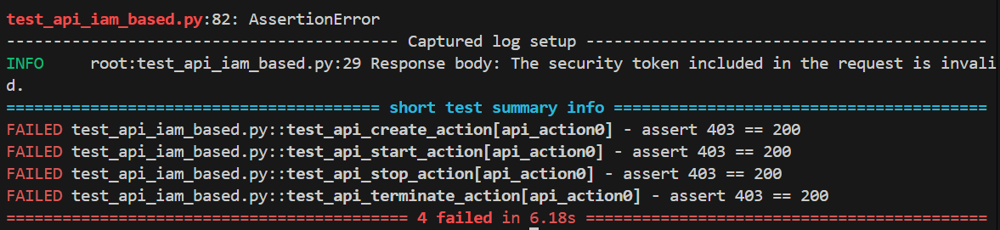 test_api_iam_based.py:82: AssertionError
------------------------------------------ Captured log setup -------------------------------------------
INFO     root:test_api_iam_based.py:29 Response body: The security token included in the request is invali
d.
======================================== short test summary info ========================================
FAILED test_api_iam_based.py::test_api_create_action[api_action0] - assert 403 == 200
FAILED test_api_iam_based.py::test_api_start_action[api_action0] - assert 403 == 200
FAILED test_api_iam_based.py::test_api_stop_action[api_action0] - assert 403 == 200
FAILED test_api_iam_based.py::test_api_terminate_action[api_action0] - assert 403 == 200
=========================================== 4 failed in 6.18s ===========================================